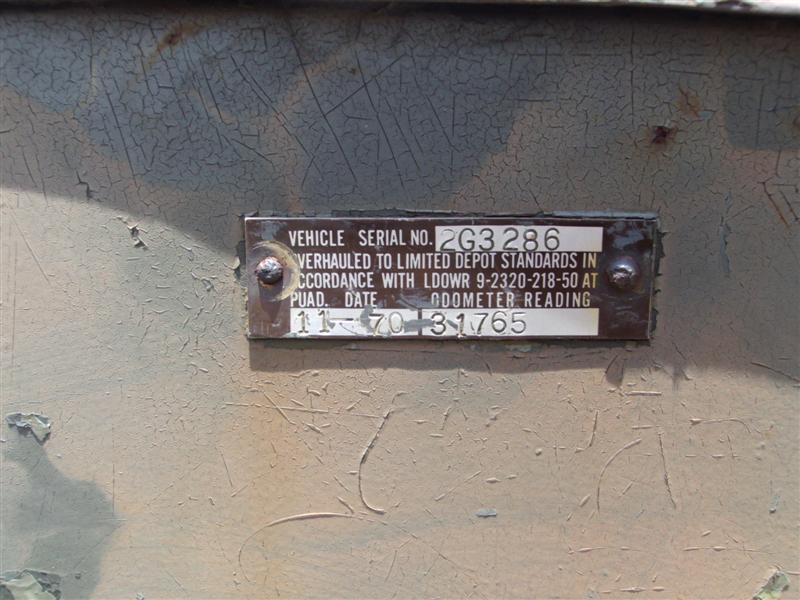 VEHICLE SERIAL NO. 2G3286
OVERHAULED TO LIMITED DEPOT STANDARDS IN
ACCORDANCE WITH LDOWR 9-2320-218-50 AT
PUAD. DATE ODOMETER READING
11-70 31765